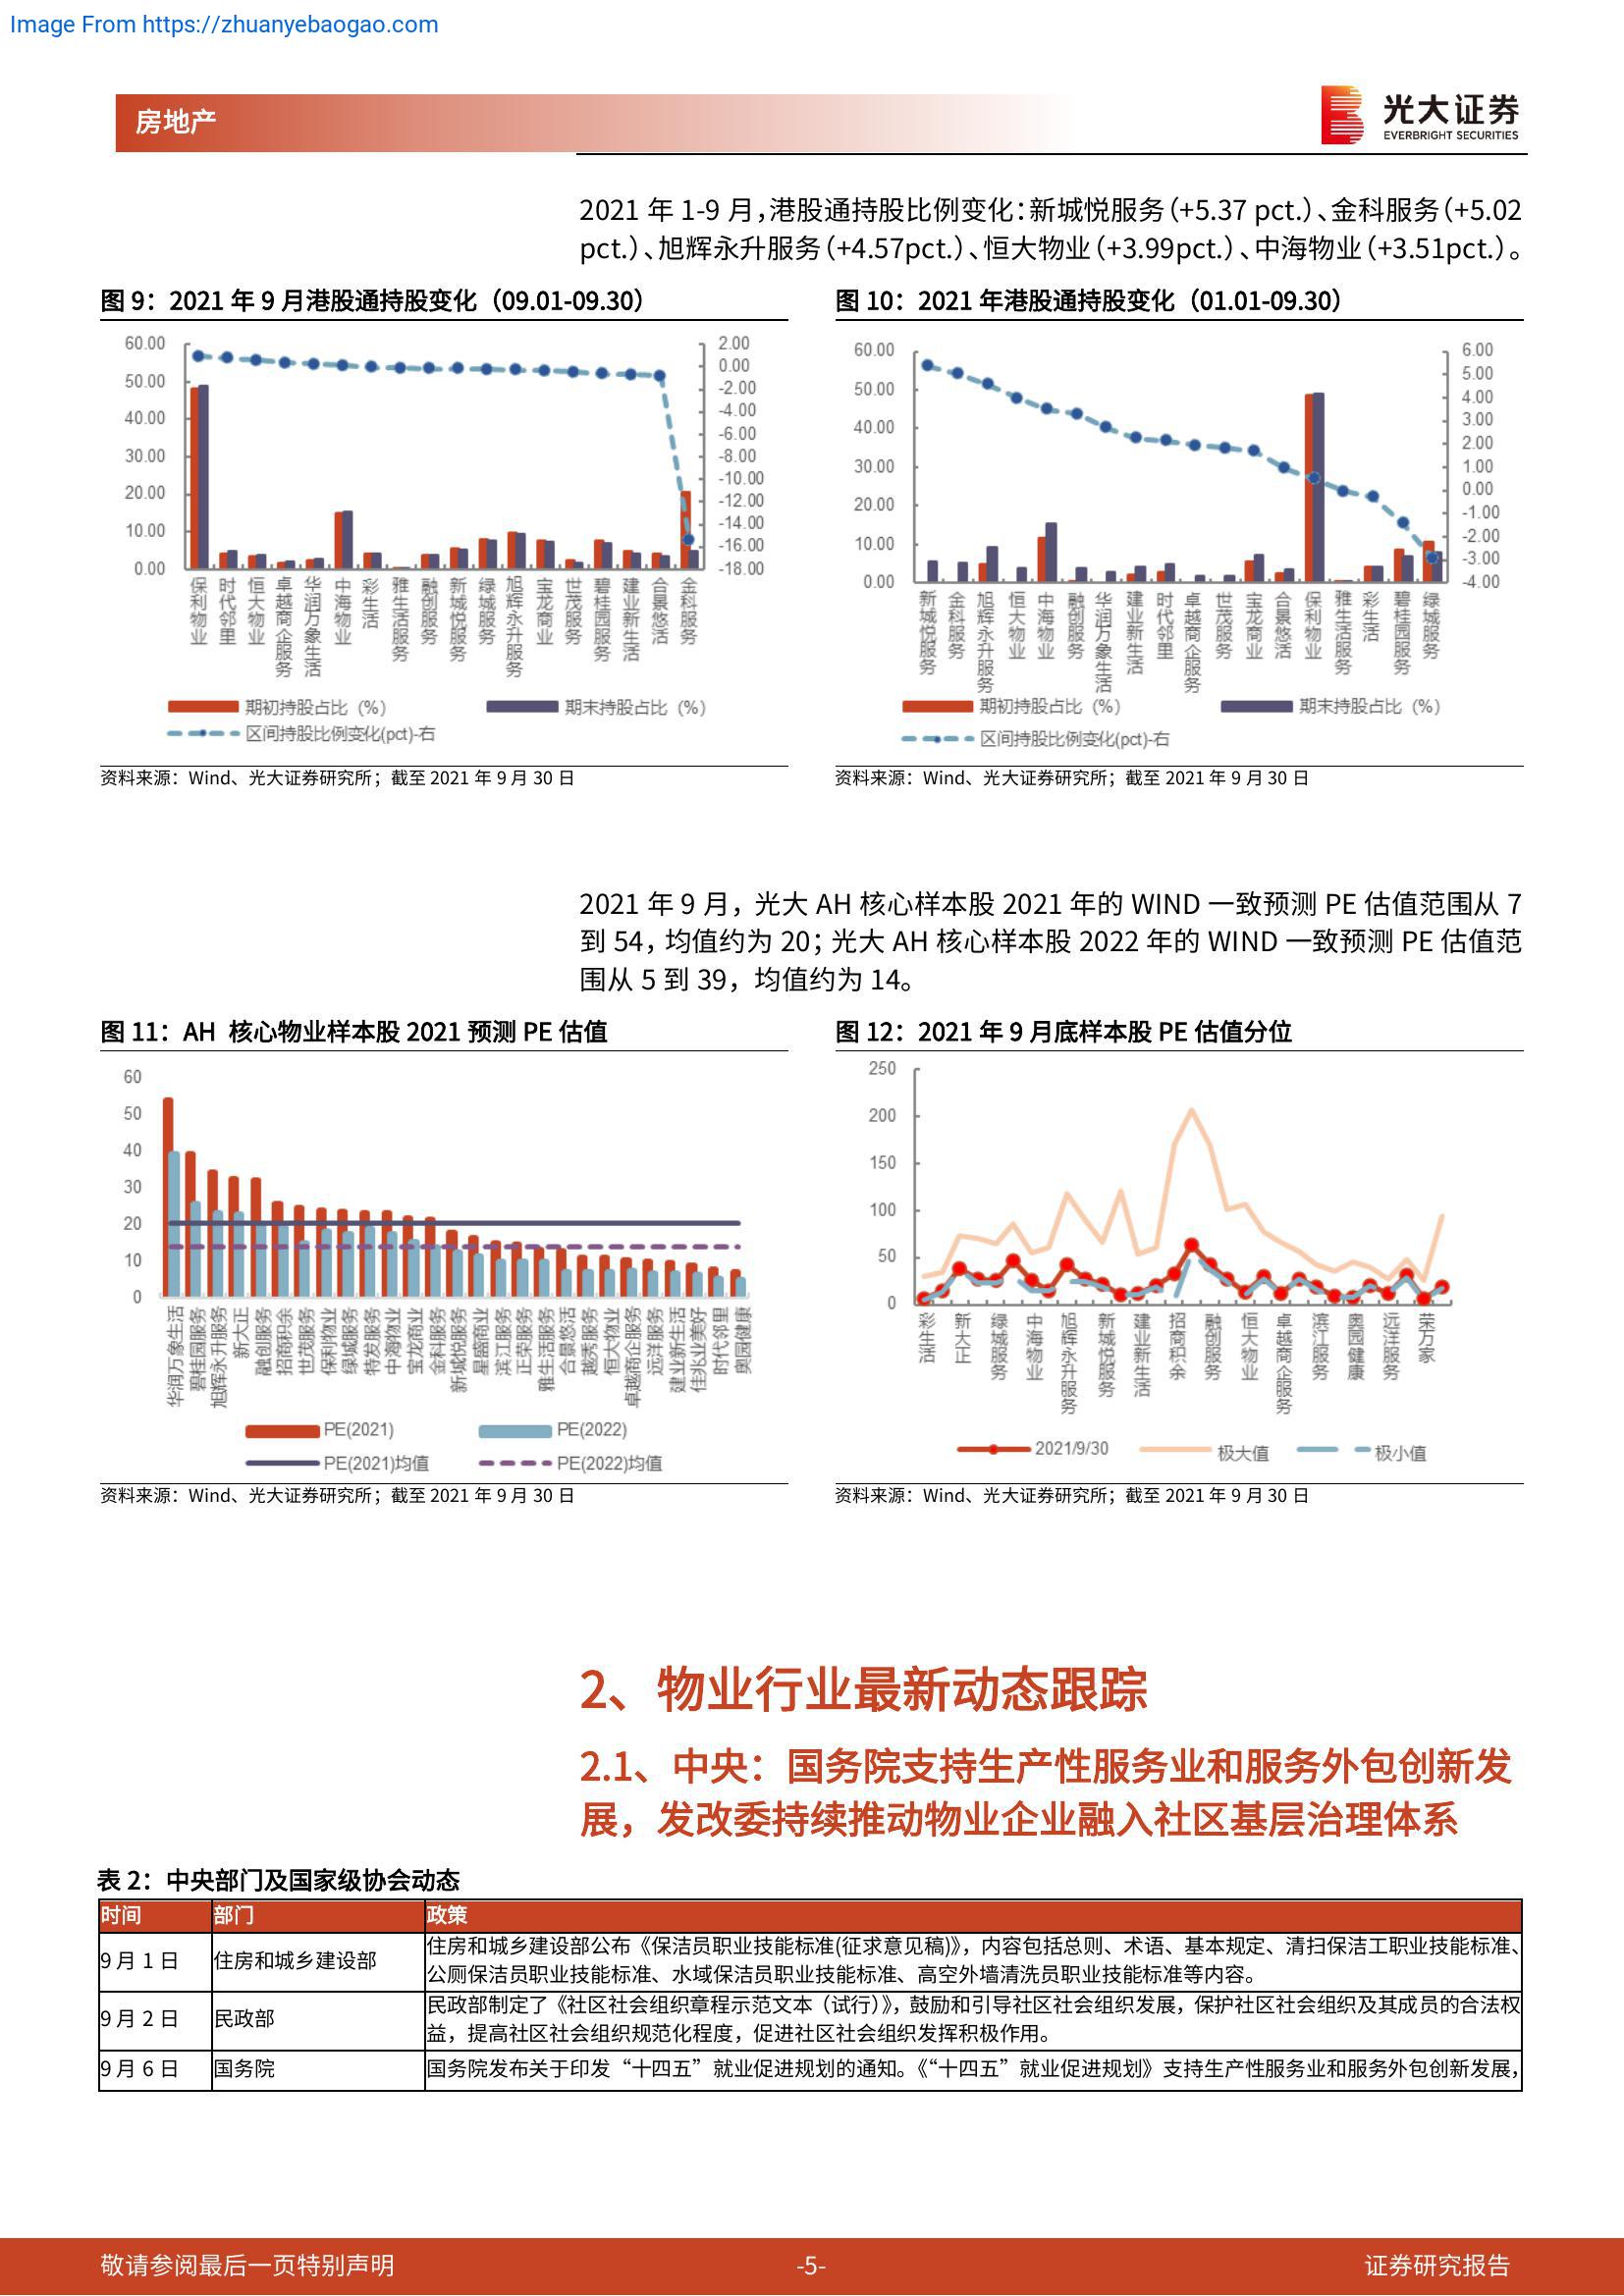 Image From https://zhuanyebaogao.com
房地产
光大证券
EVERBRIGHT SECURITIES
2021 年 1-9 月,港股通持股比例变化:新城悦服务(+5.37 pct.)、金科服务(+5.02
pct.)、旭辉永升服务(+4.57pct.)、恒大物业(+3.99pct.)、中海物业(+3.51pct.)。
图 9：2021 年 9 月港股通持股变化（09.01-09.30）
60.00
50.00
40.00
30.00
20.00
10.00
0.00
2.00
0.00
-2.00
-4.00
-6.00
-8.00
-10.00
-12.00
-14.00
-16.00
-18.00
保利物业
时代邻里
恒大物业
卓越商企服务
华润万象生活
中海物业
彩生活
雅生活服务
融创服务
新城悦服务
绿城服务
旭辉永升服务
宝龙商业
世茂服务
碧桂园服务
建业新生活
合景悠活
金科服务
期初持股占比（%）
期末持股占比（%）
区间持股比例变化(pct)-右
资料来源：Wind、光大证券研究所；截至 2021 年 9 月 30 日
图 10：2021 年港股通持股变化（01.01-09.30）
60.00
50.00
40.00
30.00
20.00
10.00
0.00
6.00
5.00
4.00
3.00
2.00
1.00
0.00
-1.00
-2.00
-3.00
-4.00
新城悦服务
金科服务
旭辉永升服务
恒大物业
中海物业
融创服务
华润万象生活
建业新生活
时代邻里
卓越商企服务
世茂服务
宝龙商业
合景悠活
保利物业
雅生活服务
彩生活
碧桂园服务
绿城服务
期初持股占比（%）
期末持股占比（%）
区间持股比例变化(pct)-右
资料来源：Wind、光大证券研究所；截至 2021 年 9 月 30 日
2021 年 9 月，光大 AH 核心样本股 2021 年的 WIND 一致预测 PE 估值范围从 7
到 54，均值约为 20；光大 AH 核心样本股 2022 年的 WIND 一致预测 PE 估值范
围从 5 到 39，均值约为 14。
图 11：AH 核心物业样本股 2021 预测 PE 估值
60
50
40
30
20
10
0
华润万象生活
碧桂园服务
旭辉永升服务
新大正
融创服务
招商积余
世茂服务
保利物业
绿城服务
特发服务
中海物业
宝龙商业
金科服务
新城悦服务
星盛商业
滨江服务
正荣服务
雅生活服务
合景悠活
越秀服务
恒大物业
卓越商企服务
远洋服务
建业新生活
佳兆业美好
时代邻里
奥园健康
PE(2021)
PE(2022)
PE(2021)均值
PE(2022)均值
资料来源：Wind、光大证券研究所；截至 2021 年 9 月 30 日
图 12：2021 年 9 月底样本股 PE 估值分位
250
200
150
100
50
0
彩生活
新大正
绿城服务
中海物业
旭辉永升服务
新城悦服务
建业新生活
招商积余
融创服务
恒大物业
卓越商企服务
滨江服务
奥园健康
远洋服务
荣万家
2021/9/30
极大值
极小值
资料来源：Wind、光大证券研究所；截至 2021 年 9 月 30 日
2、物业行业最新动态跟踪
2.1、中央：国务院支持生产性服务业和服务外包创新发
展，发改委持续推动物业企业融入社区基层治理体系
表 2：中央部门及国家级协会动态
时间 部门 政策
9 月 1 日 住房和城乡建设部 住房和城乡建设部公布《保洁员职业技能标准(征求意见稿)》，内容包括总则、术语、基本规定、清扫保洁工职业技能标准、
公厕保洁员职业技能标准、水域保洁员职业技能标准、高空外墙清洗员职业技能标准等内容。
9 月 2 日 民政部 民政部制定了《社区社会组织章程示范文本（试行）》，鼓励和引导社区社会组织发展，保护社区社会组织及其成员的合法权
益，提高社区社会组织规范化程度，促进社区社会组织发挥积极作用。
9 月 6 日 国务院 国务院发布关于印发“十四五”就业促进规划的通知。《“十四五”就业促进规划》支持生产性服务业和服务外包创新发展，
敬请参阅最后一页特别声明
-5-
证券研究报告